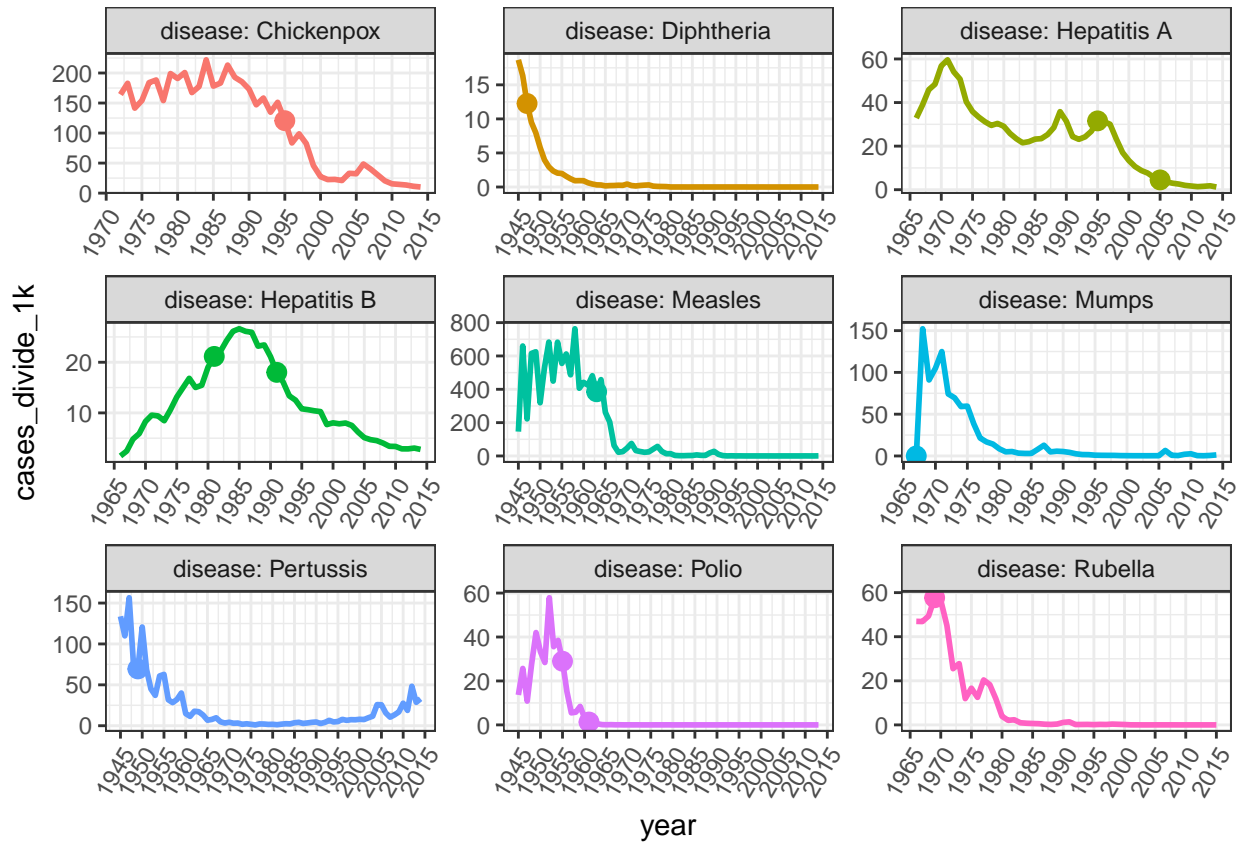 disease: Chickenpox
disease: Diphtheria
disease: Hepatitis A
200
150
100
50
0
1970 1975 1980 1985 1990 1995 2000 2005 2010 2015
15
10
5
0
1945 1950 1955 1960 1965 1970 1975 1980 1985 1990 1995 2000 2005 2010 2015
60
40
20
0
1965 1970 1975 1980 1985 1990 1995 2000 2005 2010 2015
cases_divide_1k
disease: Hepatitis B
disease: Measles
disease: Mumps
20
10
1965 1970 1975 1980 1985 1990 1995 2000 2005 2010 2015
800
600
400
200
0
1945 1950 1955 1960 1965 1970 1975 1980 1985 1990 1995 2000 2005 2010 2015
150
100
50
0
1965 1970 1975 1980 1985 1990 1995 2000 2005 2010 2015
disease: Pertussis
disease: Polio
disease: Rubella
150
100
50
0
1945 1950 1955 1960 1965 1970 1975 1980 1985 1990 1995 2000 2005 2010 2015
60
40
20
0
1945 1950 1955 1960 1965 1970 1975 1980 1985 1990 1995 2000 2005 2010 2015
60
40
20
0
1965 1970 1975 1980 1985 1990 1995 2000 2005 2010 2015
year